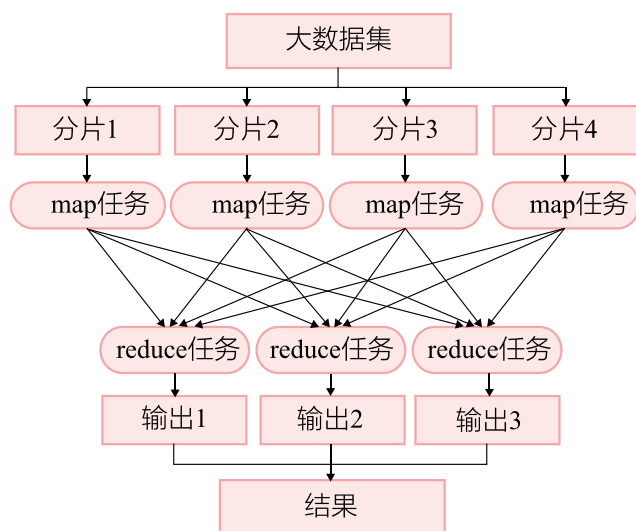 大数据集
分片1
分片2
分片3
分片4
map任务
map任务
map任务
map任务
reduce任务
reduce任务
reduce任务
输出1
输出2
输出3
结果